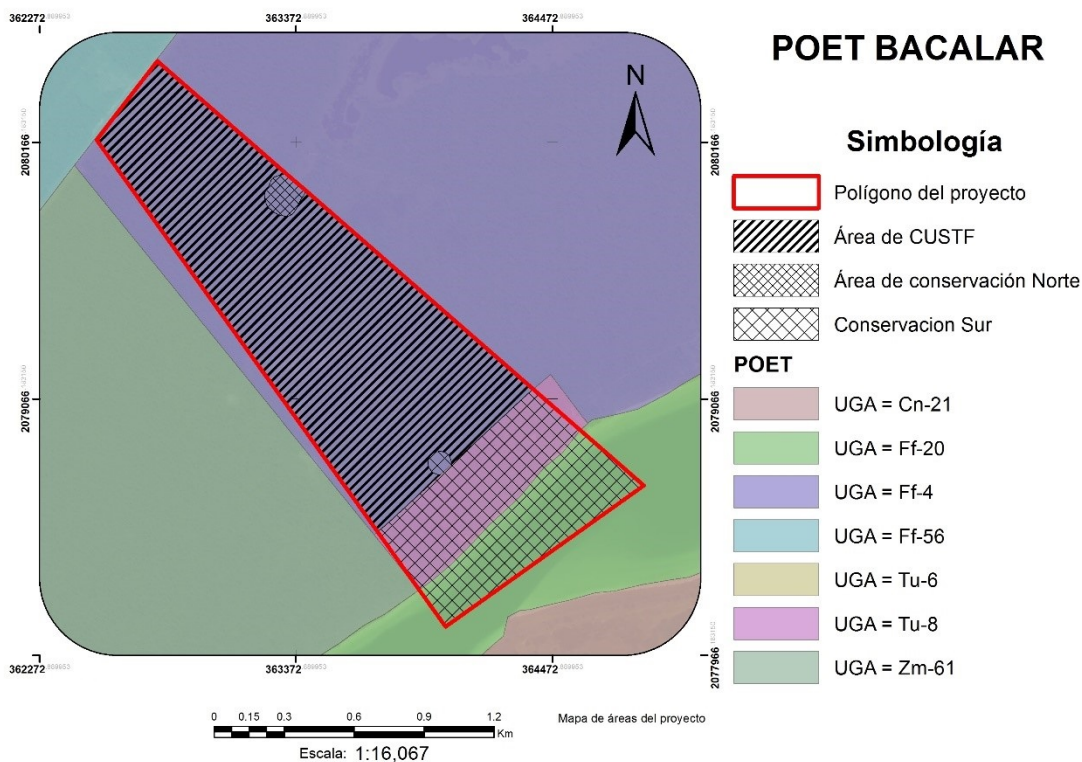 362272
363372
364472
2080166
2080166
2079066
2079066
2077966
362272
363372
364472
N
0 0.15 0.3 0.6 0.9 1.2
Km
Mapa de áreas del proyecto
Escala: 1:16,067
POET BACALAR
Simbología
Polígono del proyecto
Área de CUSTF
Área de conservación Norte
Conservacion Sur
POET
UGA = Cn-21
UGA = Ff-20
UGA = Ff-4
UGA = Ff-56
UGA = Tu-6
UGA = Tu-8
UGA = Zm-61